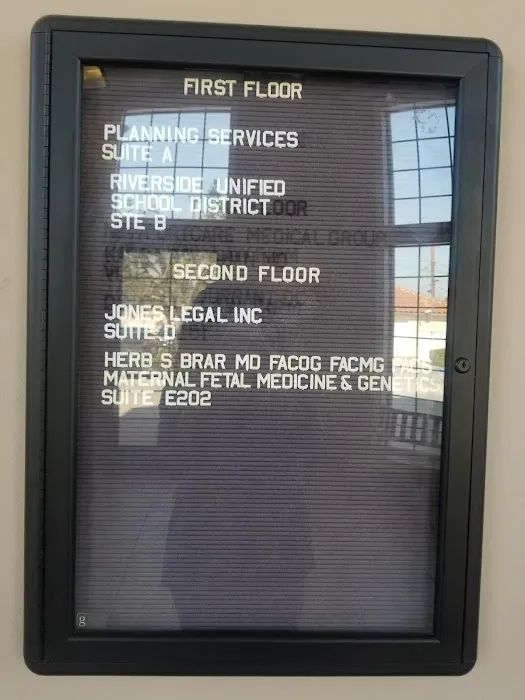 FIRST FLOOR
PLANNING SERVICES
SUITE A
RIVERSIDE UNIFIED
SCHOOL DISTRICT
STE B
SECOND FLOOR
JONES LEGAL INC
SUITE D
HERB S BRAR MD FACOG FACMG FACS
MATERNAL FETAL MEDICINE & GENETICS
SUITE E202
g